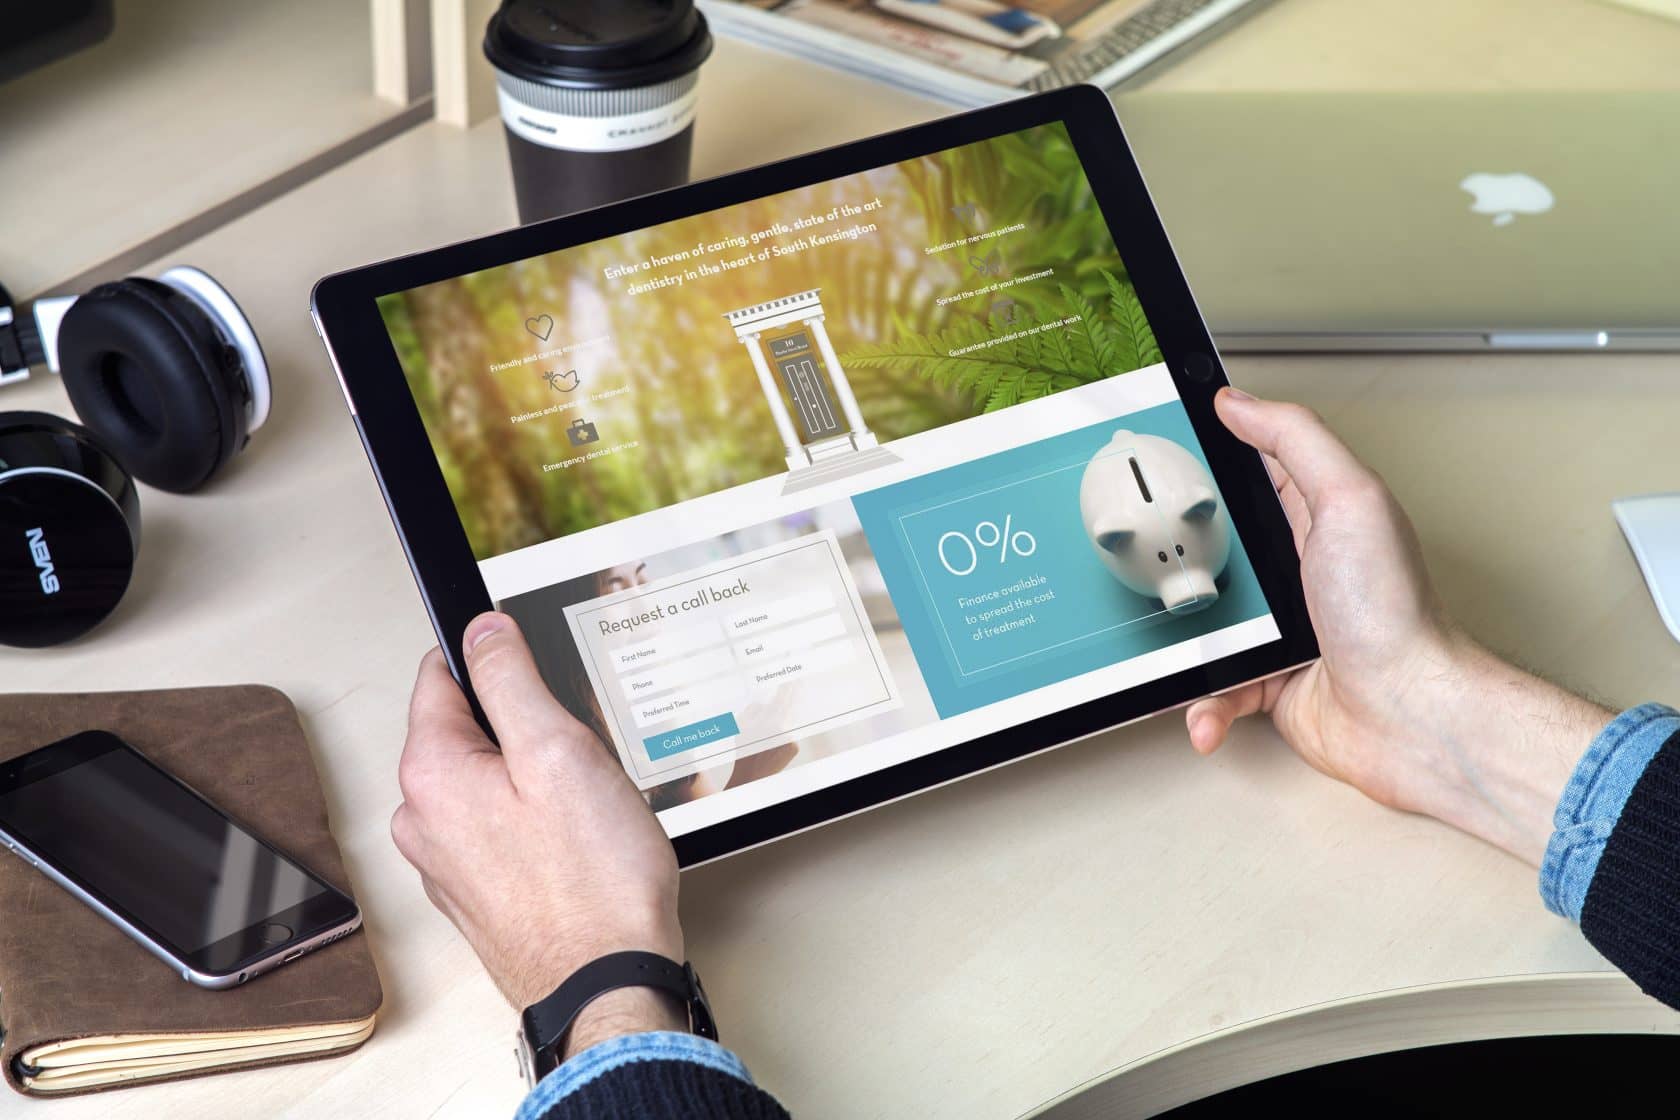 Enter a haven of caring, gentle, state of the art
dentistry in the heart of South Kensington
Friendly and caring
Painless and treatment
Emergency dental service
10
Sedation for nervous patients
Spread the cost of your investment
Guarantee provided on our dental work
Request a call back
First Name
Last Name
Phone
Email
Preferred Time
Preferred Date
Call me back
0%
Finance available
to spread the cost
of treatment
SVEN